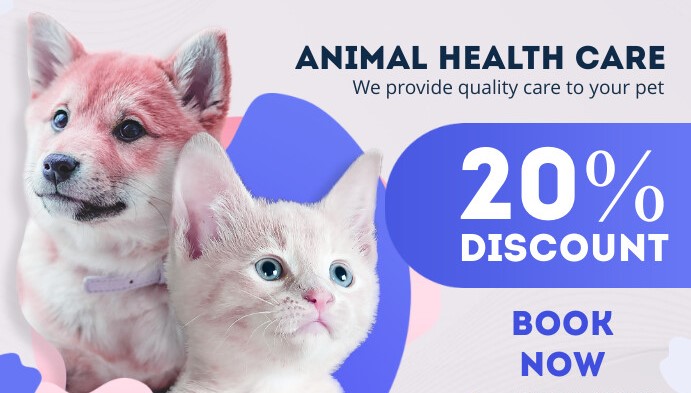 ANIMAL HEALTH CARE
We provide quality care to your pet
20%
DISCOUNT
BOOK
NOW